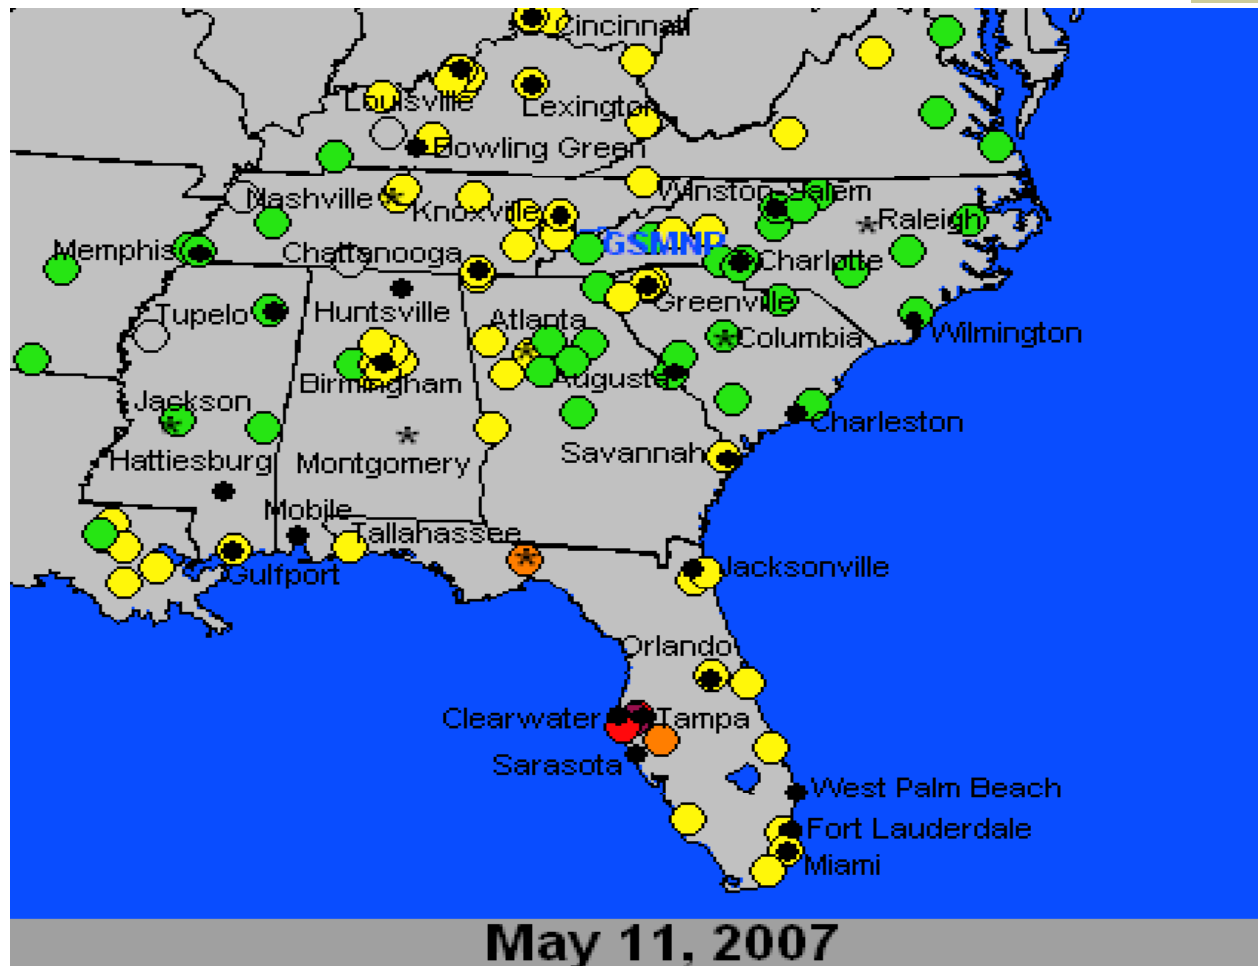 Cincinnati
Louisville
Lexington
Bowling Green
Nashville
Winston-Salem
Knoxville
Raleigh
Memphis
Chattanooga
GSMNP
Charlotte
Tupelo
Huntsville
Greenville
Atlanta
Columbia
Wilmington
Birmingham
Augusta
Jackson
Charleston
Hattiesburg
Montgomery
Savannah
Mobile
Tallahassee
Gulfport
Jacksonville
Orlando
Clearwater
Tampa
Sarasota
West Palm Beach
Fort Lauderdale
Miami
May 11, 2007